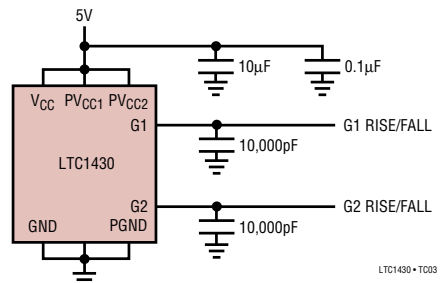 5V
10µF
0.1µF
VCC PVCC1 PVCC2
G1
G1 RISE/FALL
10,000pF
LTC1430
G2
G2 RISE/FALL
10,000pF
GND PGND
LTC1430 • TC03